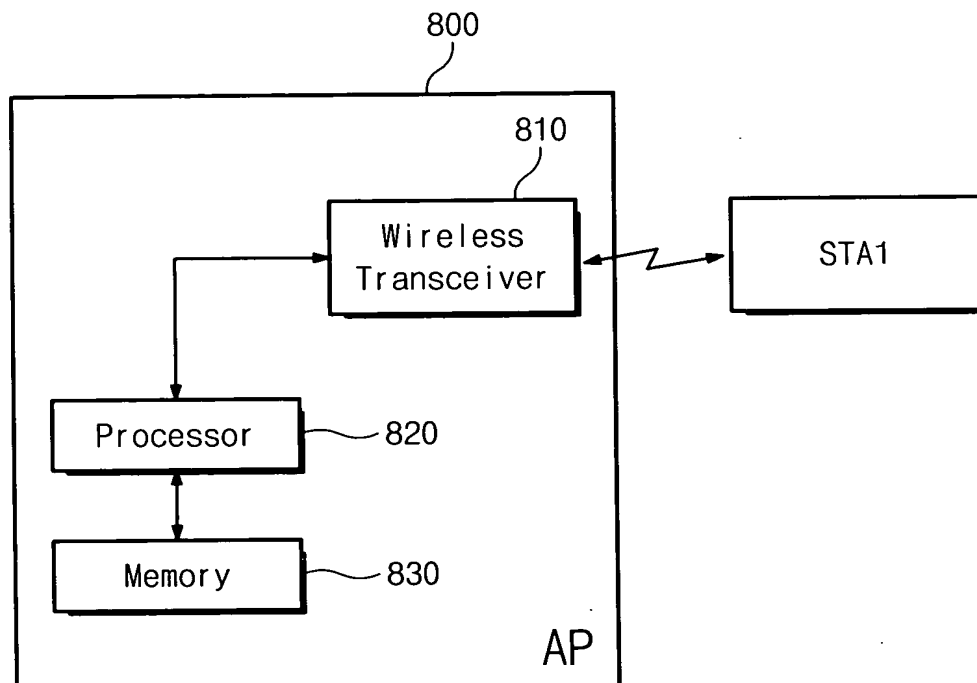 800
810
Wireless
Transceiver
STA1
Processor
820
Memory
830
AP